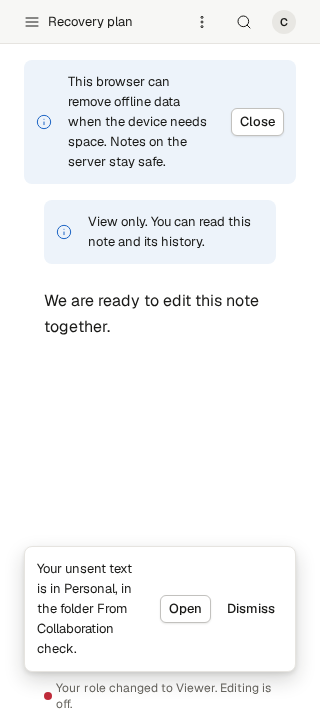 Recovery plan
C
This browser can
remove offline data
when the device needs
space. Notes on the
server stay safe.
Close
View only. You can read this
note and its history.
We are ready to edit this note
together.
Your unsent text
is in Personal, in
the folder From
Collaboration
check.
Open
Dismiss
Your role changed to Viewer. Editing is
off.